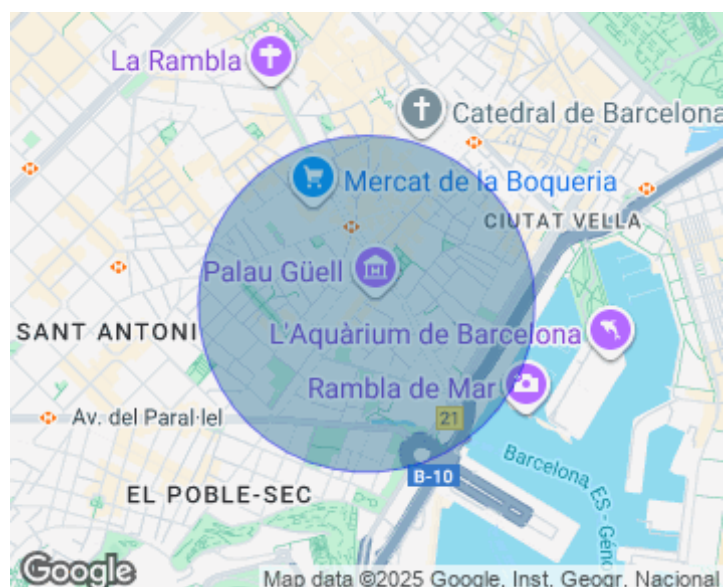 La Rambla
Catedral de Barcelona
Mercat de la Boqueria
CIUTAT VELLA
Palau Güell
SANT ANTONI
L'Aquàrium de Barcelona
Rambla de Mar
Av. del Paral·lel
21
B-10
EL POBLE-SEC
Barcelona, ES - Géno
Google
Map data ©2025 Google, Inst. Geogr. Nacional